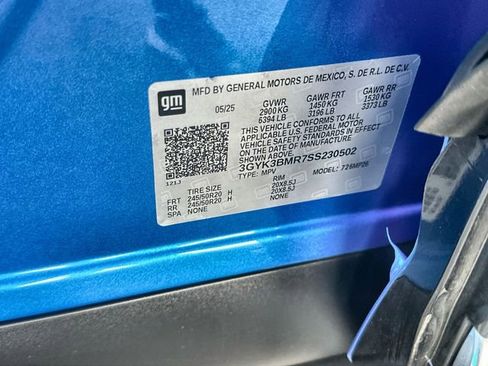 MFD BY GENERAL MOTORS DE MEXICO, S. DE R.L. DE C.V.
gm
05/25 GVWR GAWR FRT GAWR RR
2900 KG 1450 KG 1530 KG
6394 LB 3196 LB 3373 LB
THIS VEHICLE CONFORMS TO ALL
APPLICABLE U.S. FEDERAL MOTOR
VEHICLE SAFETY STANDARDS IN EFFECT
ON THE DATE OF MANUFACTURE
SHOWN ABOVE.
3GYK3BMR7SS230502
TYPE: MPV MODEL: 726MP26
1213
TIRE SIZE RIM
FRT 245/50R20 H 20X8.5J
RR 245/50R20 H 20X8.5J
SPA NONE NONE